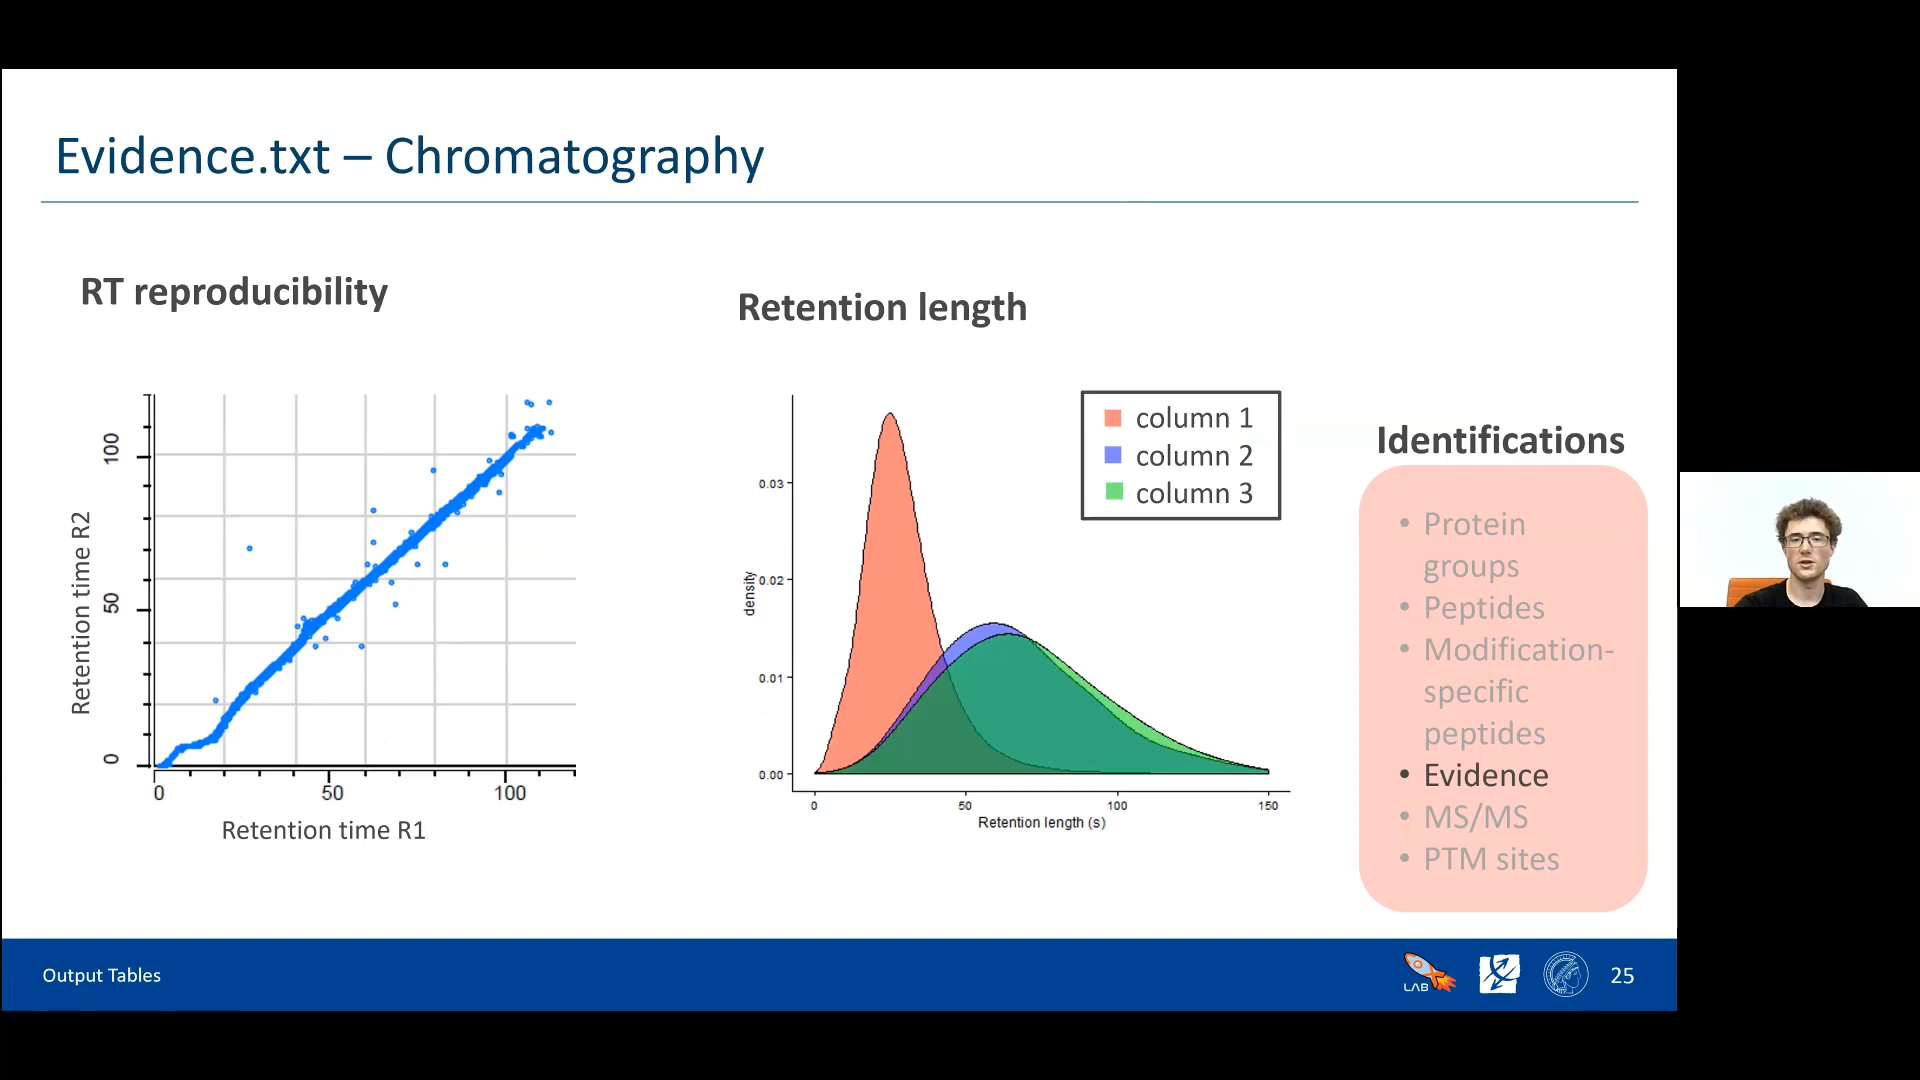 Evidence.txt – Chromatography
RT reproducibility
Retention time R2
100
50
0
0 50 100
Retention time R1
Retention length
column 1
column 2
column 3
density
0.03
0.02
0.01
0.00
0 50 100 150
Retention length (s)
Identifications
• Protein
groups
• Peptides
• Modification-
specific
peptides
• Evidence
• MS/MS
• PTM sites
Output Tables
LAB
25